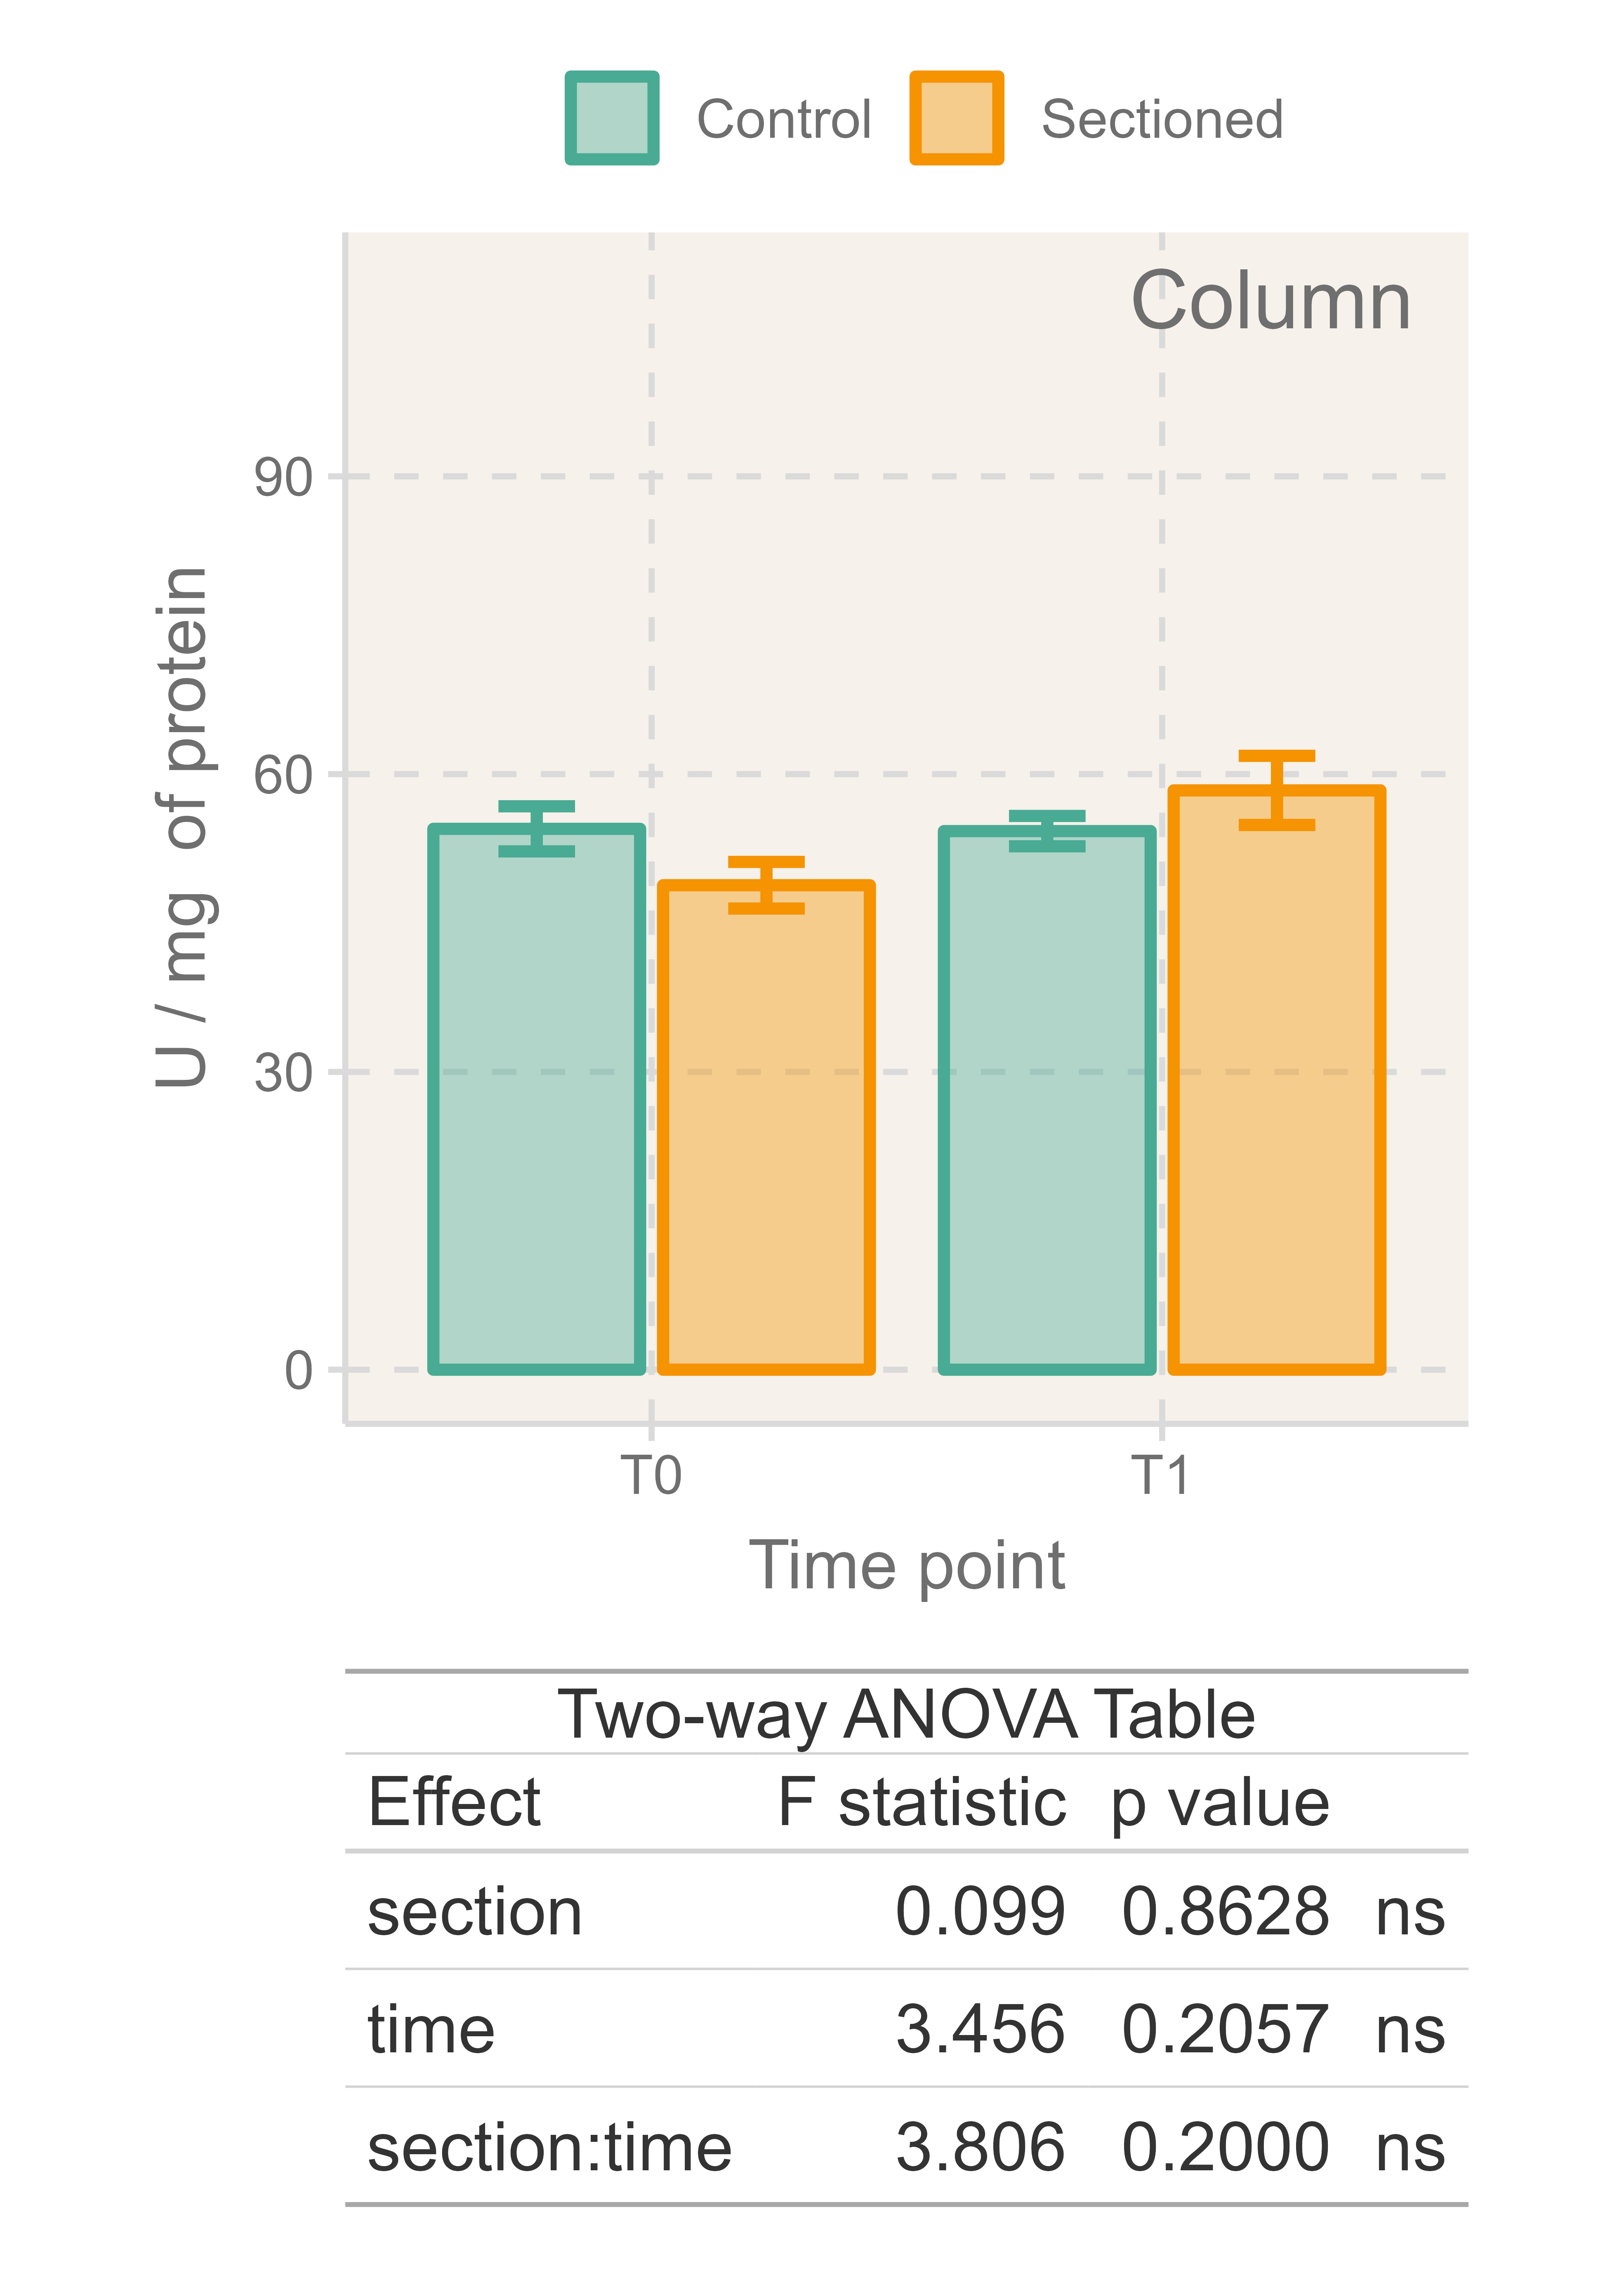 Control Sectioned
Column
90
60
30
0
U / mg of protein
T0 T1
Time point
Two-way ANOVA Table
Effect F statistic p value
section 0.099 0.8628 ns
time 3.456 0.2057 ns
section:time 3.806 0.2000 ns